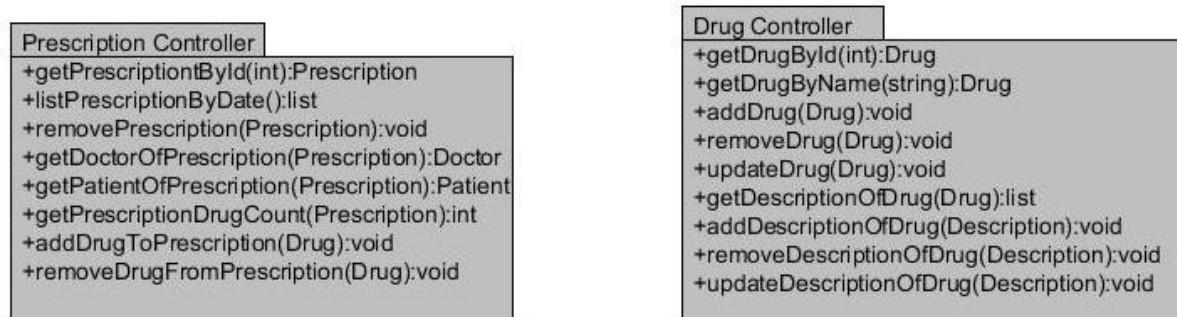 Prescription Controller
+getPrescriptiontById(int):Prescription
+listPrescriptionByDate():list
+removePrescription(Prescription):void
+getDoctorOfPrescription(Prescription):Doctor
+getPatientOfPrescription(Prescription):Patient
+getPrescriptionDrugCount(Prescription):int
+addDrugToPrescription(Drug):void
+removeDrugFromPrescription(Drug):void
Drug Controller
+getDrugById(int):Drug
+getDrugByName(string):Drug
+addDrug(Drug):void
+removeDrug(Drug):void
+updateDrug(Drug):void
+getDescriptionOfDrug(Drug):list
+addDescriptionOfDrug(Description):void
+removeDescriptionOfDrug(Description):void
+updateDescriptionOfDrug(Description):void